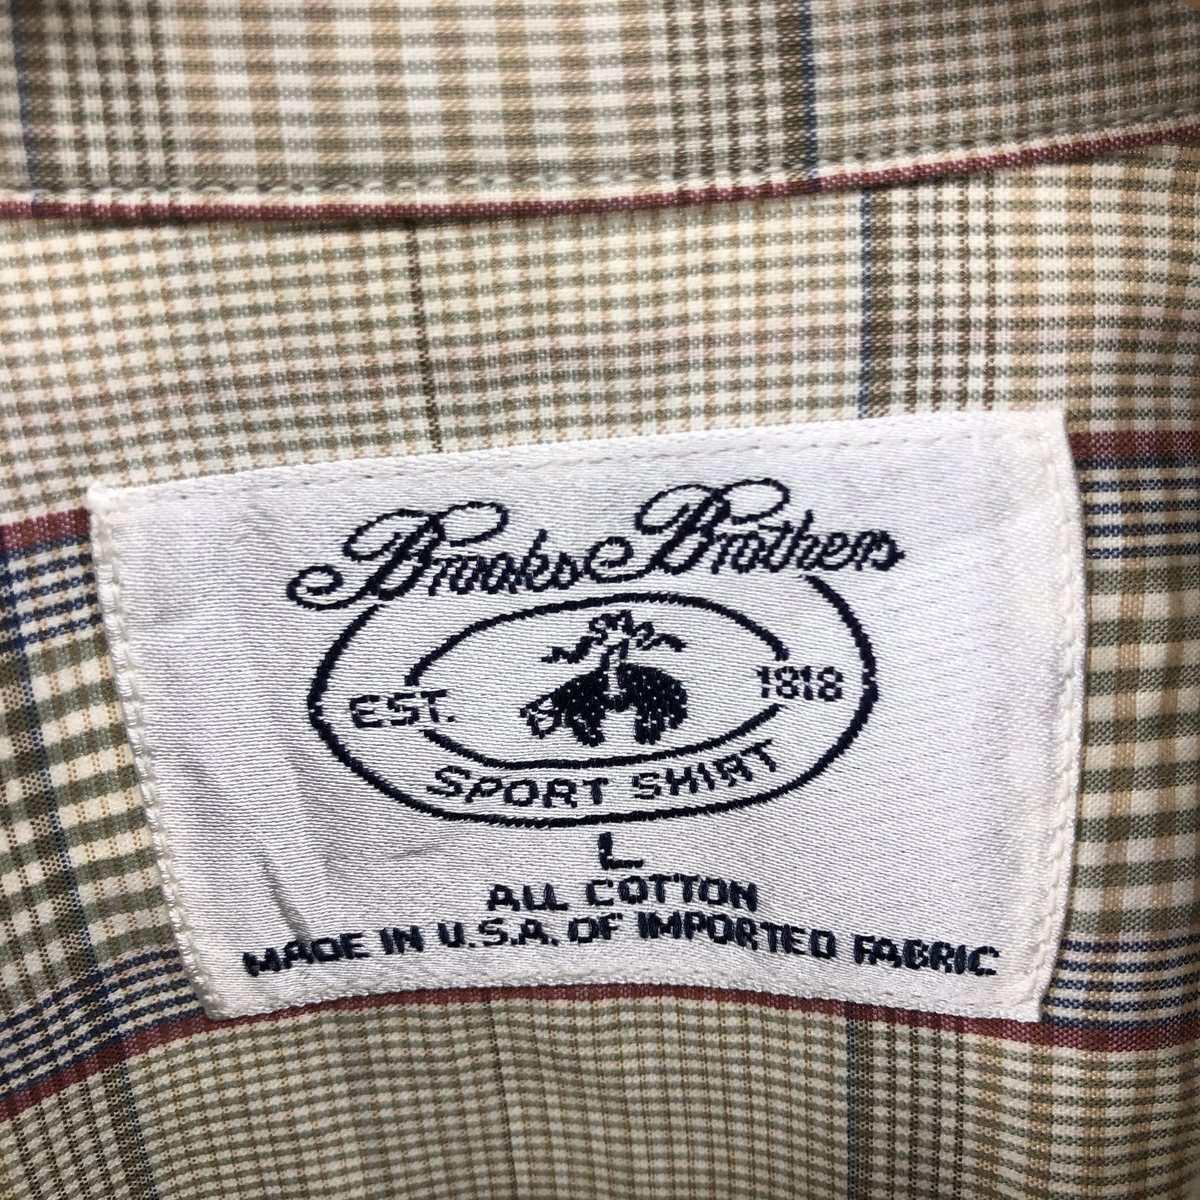 Brooks Brothers
EST. 1818
SPORT SHIRT
L
ALL COTTON
MADE IN U.S.A. OF IMPORTED FABRIC